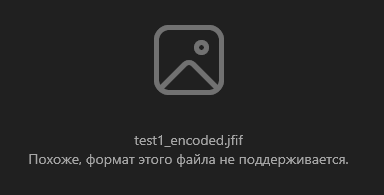 test1_encoded.jfif
Похоже, формат этого файла не поддерживается.